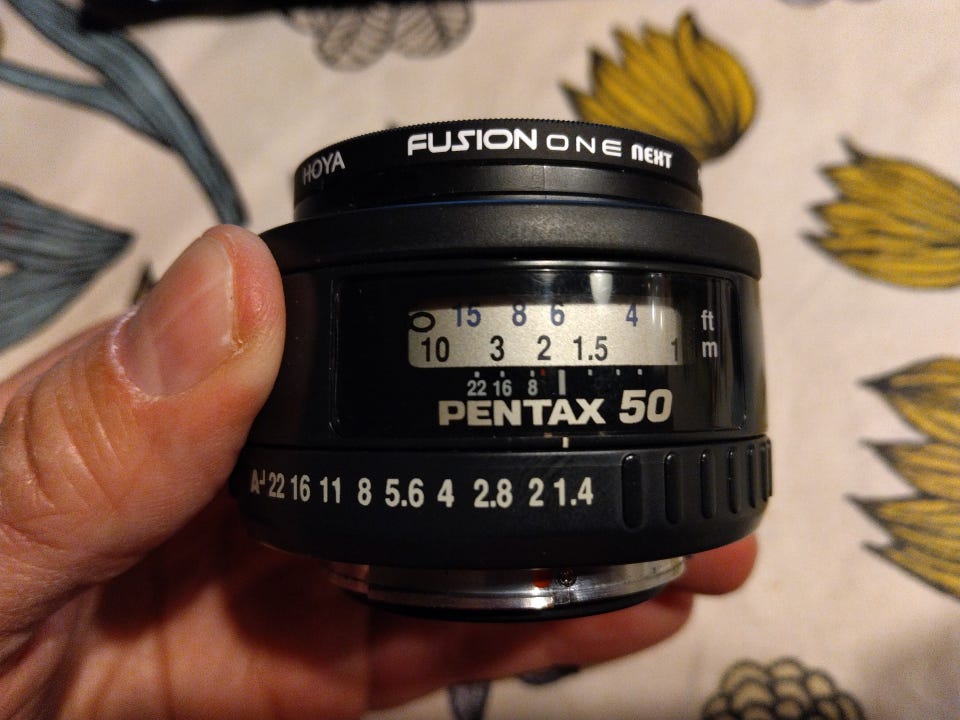 HOYA FUSION ONE NEXT
15 8 6 4 ft
10 3 2 1.5 1 m
22 16 8
PENTAX 50
A 22 16 11 8 5.6 4 2.8 2 1.4